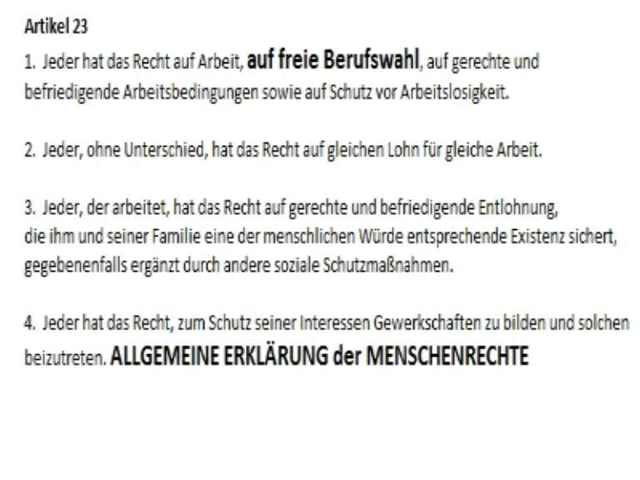 Artikel 23
1. Jeder hat das Recht auf Arbeit, auf freie Berufswahl, auf gerechte und
befriedigende Arbeitsbedingungen sowie auf Schutz vor Arbeitslosigkeit.
2. Jeder, ohne Unterschied, hat das Recht auf gleichen Lohn für gleiche Arbeit.
3. Jeder, der arbeitet, hat das Recht auf gerechte und befriedigende Entlohnung,
die ihm und seiner Familie eine der menschlichen Würde entsprechende Existenz sichert,
gegebenenfalls ergänzt durch andere soziale Schutzmaßnahmen.
4. Jeder hat das Recht, zum Schutz seiner Interessen Gewerkschaften zu bilden und solchen
beizutreten. ALLGEMEINE ERKLÄRUNG der MENSCHENRECHTE